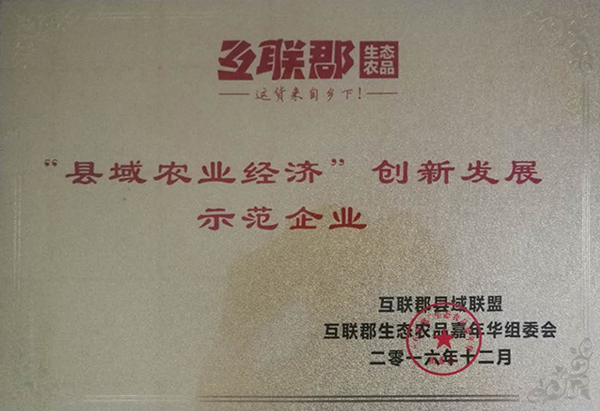 互联郡 生态农品
这货来自乡下!
“县域农业经济”创新发展
示范企业
互联郡县域联盟
互联郡生态农品嘉年华组委会
二零一六年十二月